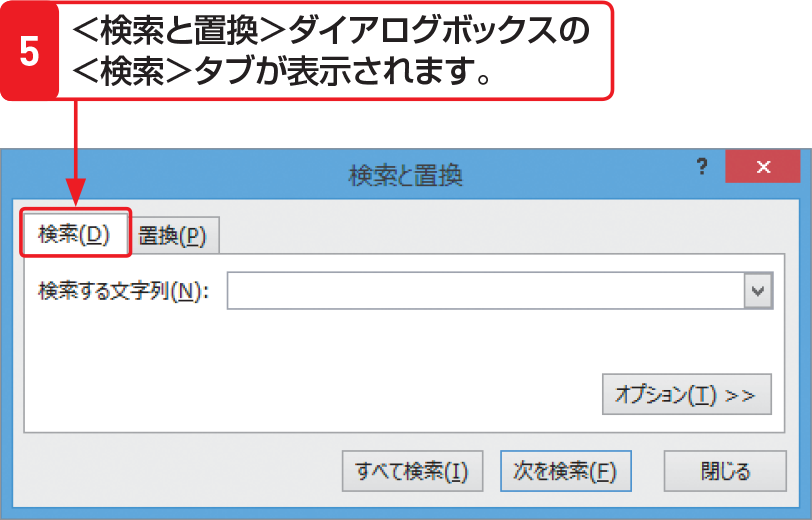 5
＜検索と置換＞ダイアログボックスの
＜検索＞タブが表示されます。
検索と置換
?
×
検索(D)
置換(P)
検索する文字列(N):
オプション(T) >>
すべて検索(I)
次を検索(F)
閉じる